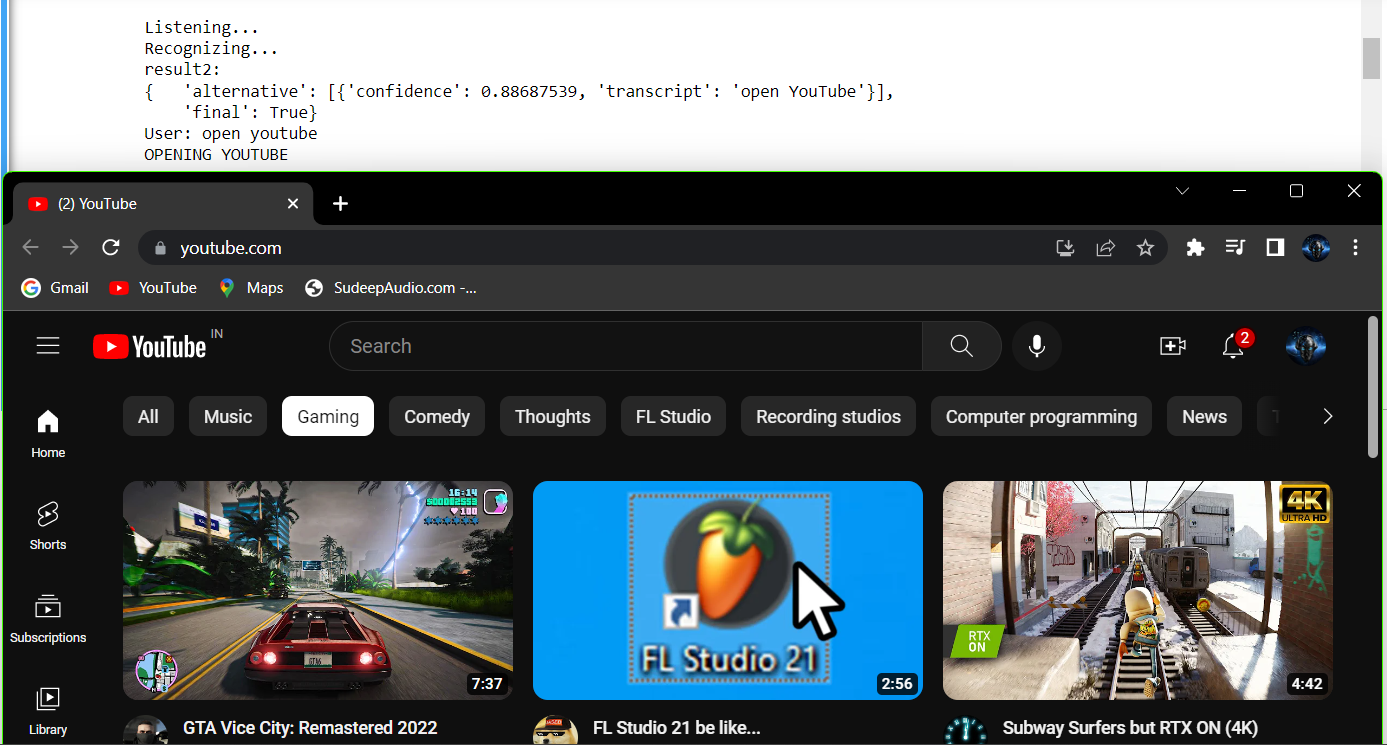 Listening...
Recognizing...
result2:
{   'alternative': [{'confidence': 0.88687539, 'transcript': 'open YouTube'}],
    'final': True}
User: open youtube
OPENING YOUTUBE
(2) YouTube
youtube.com
Gmail YouTube Maps SudeepAudio.com -...
YouTube IN
Search
2
All Music Gaming Comedy Thoughts FL Studio Recording studios Computer programming News
Home
Shorts
Subscriptions
Library
16:14
100
GTA6
7:37
FL Studio 21
2:56
4K
ULTRA HD
RTX
ON
4:42
GTA Vice City: Remastered 2022
FL Studio 21 be like...
Subway Surfers but RTX ON (4K)